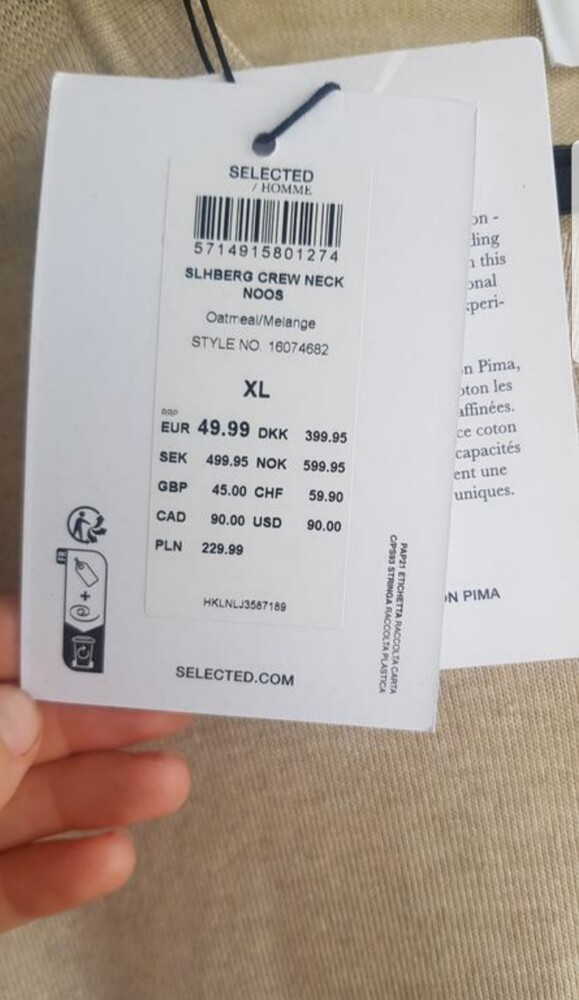 SELECTED
/ HOMME
5714915801274
SLHBERG CREW NECK
NOOS
Oatmeal/Melange
STYLE NO. 16074682
XL
RRP
EUR 49.99 DKK 399.95
SEK 499.95 NOK 599.95
GBP 45.00 CHF 59.90
CAD 90.00 USD 90.00
PLN 229.99
HKLNLJ3587189
SELECTED.COM
PAP21 ETICHETTA RACCOLTA CARTA
C/PS93 STRINGA RACCOLTA PLASTICA
on -
ding
this
onal
xperi-
n Pima,
oton les
affinées.
ce coton
capacités
ent une
uniques.
ON PIMA